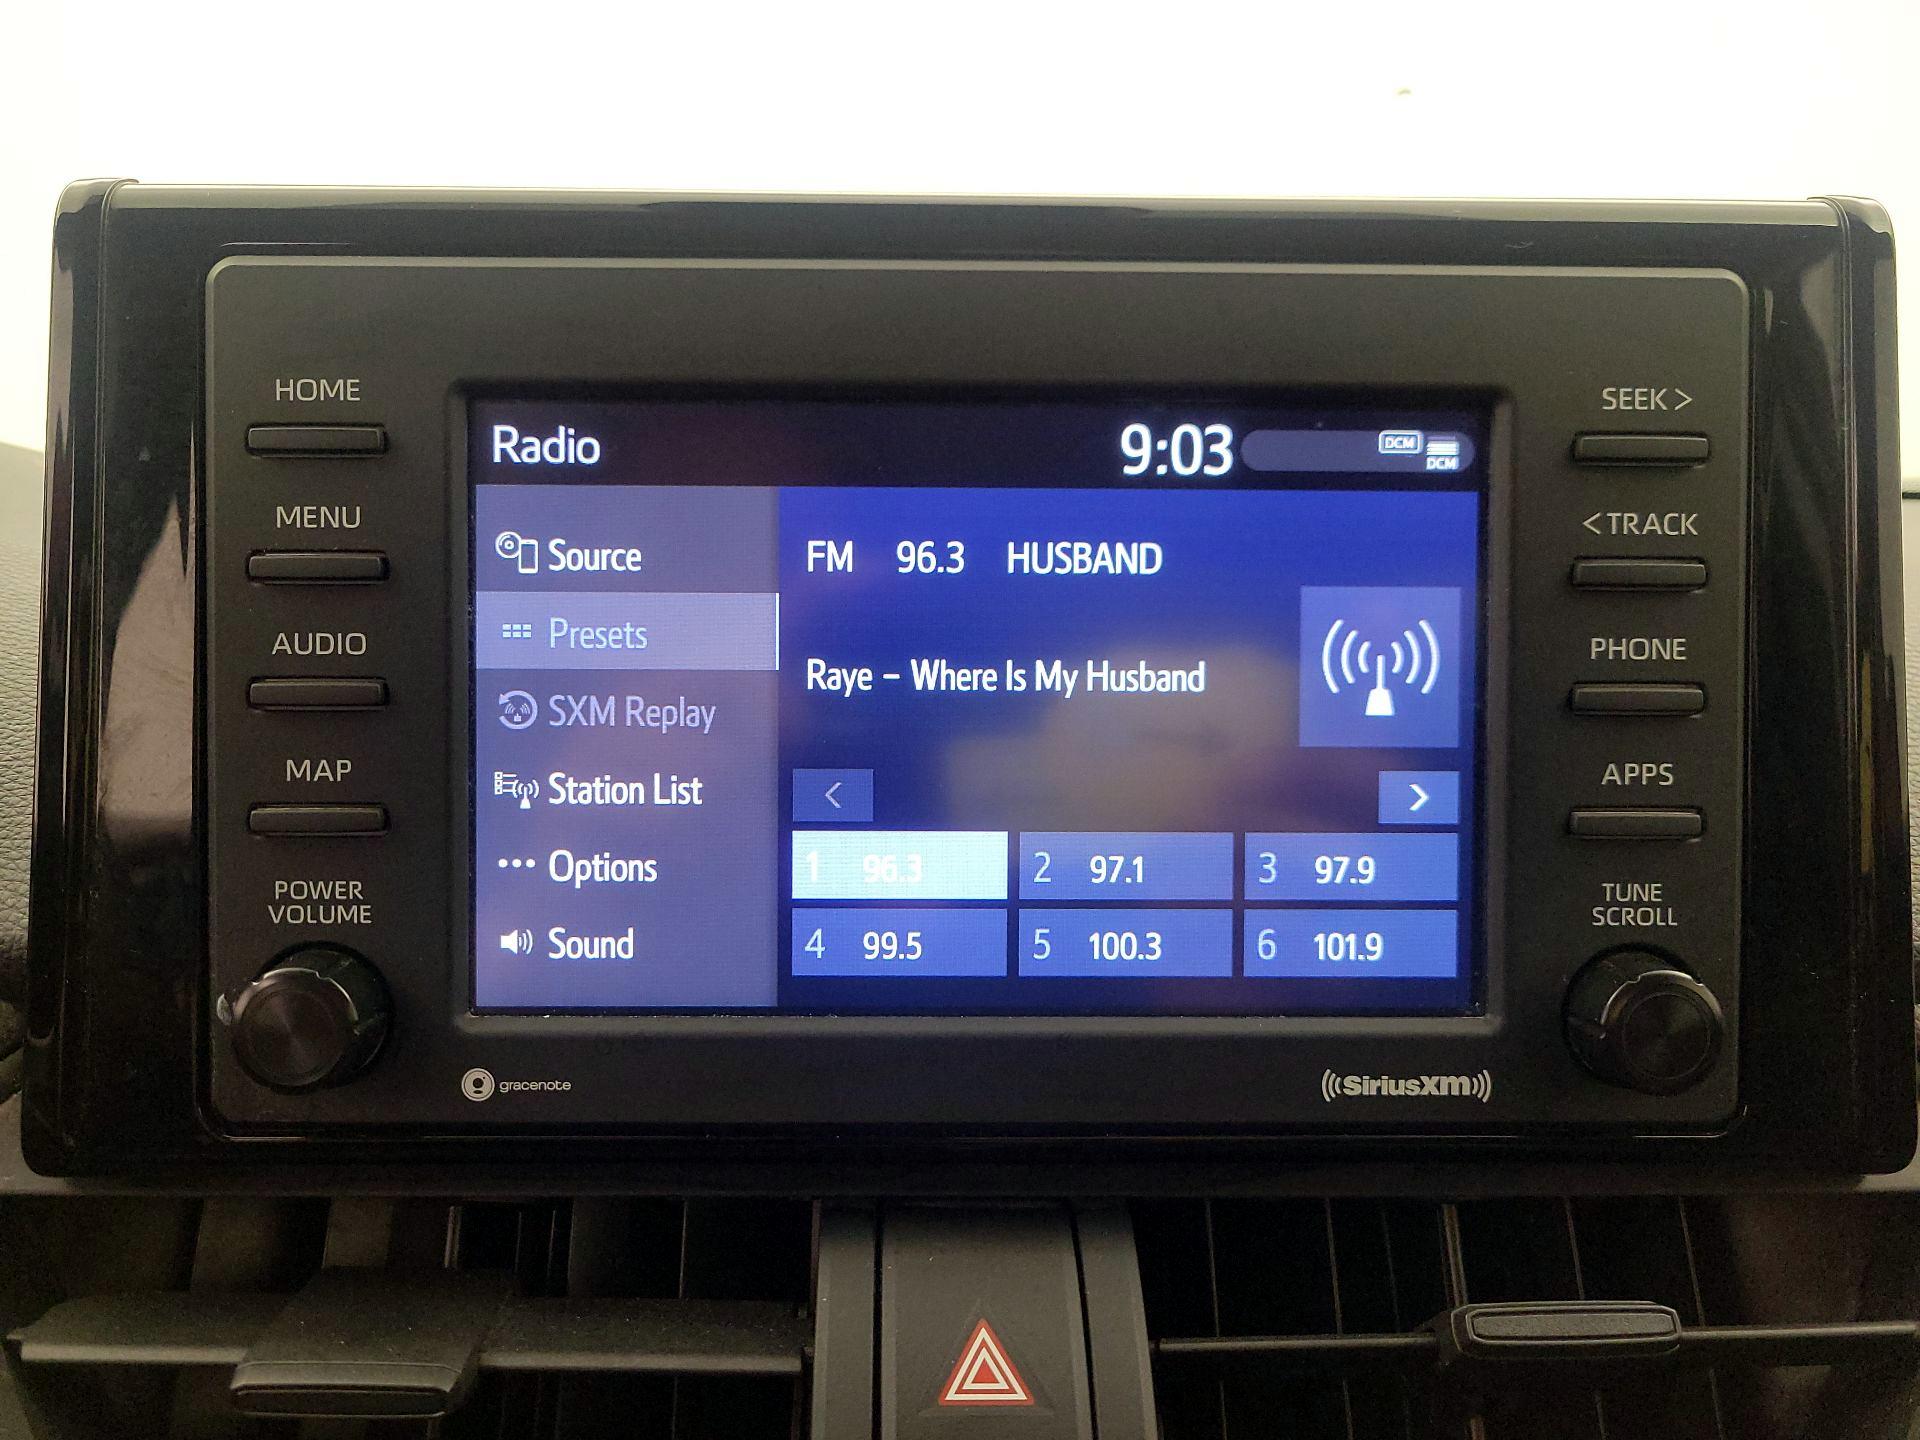 HOME
MENU
AUDIO
MAP
POWER
VOLUME
Radio
9:03
DCM
DCM
Source
Presets
SXM Replay
Station List
Options
Sound
FM 96.3 HUSBAND
Raye – Where Is My Husband
<
>
1 96.3
2 97.1
3 97.9
4 99.5
5 100.3
6 101.9
SEEK >
< TRACK
PHONE
APPS
TUNE
SCROLL
gracenote
((SiriusXM))